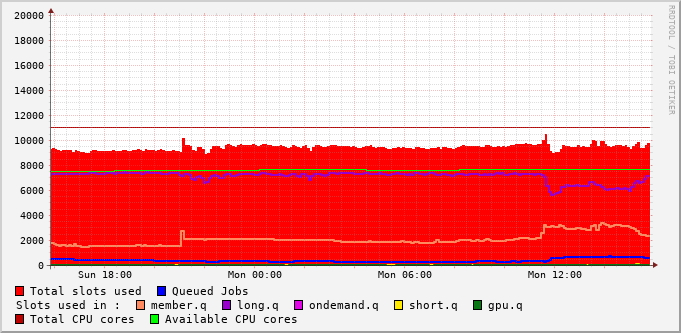 RRDTOOL / TOBI OETIKER
20000
18000
16000
14000
12000
10000
8000
6000
4000
2000
0
Sun 18:00 Mon 00:00 Mon 06:00 Mon 12:00
Total slots used Queued Jobs
Slots used in : member.q long.q ondemand.q short.q gpu.q
Total CPU cores Available CPU cores